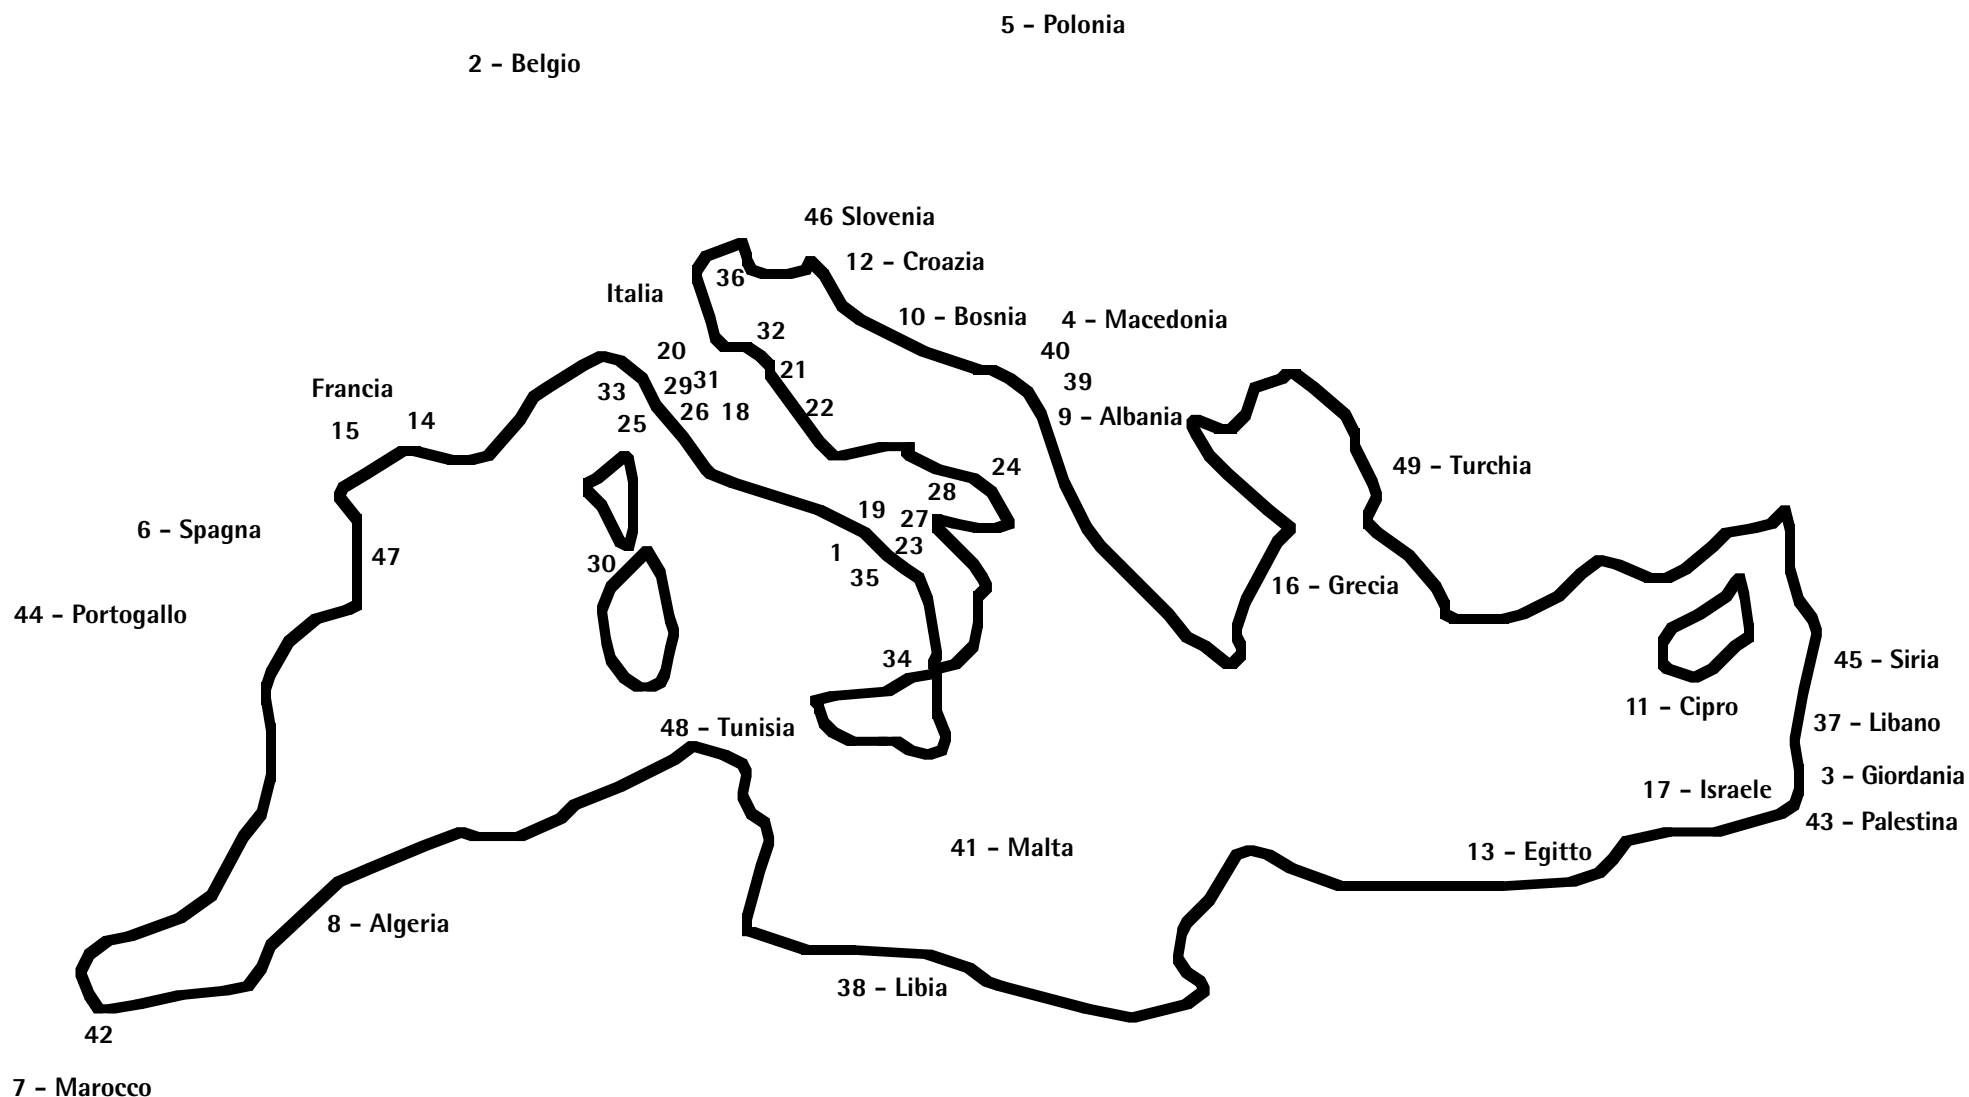 5 - Polonia
2 - Belgio
46 Slovenia
12 - Croazia
36
Italia
10 - Bosnia
4 - Macedonia
32
20
40
21
31
29
39
33
Francia
26
18
22
9 - Albania
14
25
15
49 - Turchia
24
28
19
27
6 - Spagna
23
1
47
30
35
16 - Grecia
44 - Portogallo
34
45 - Siria
11 - Cipro
37 - Libano
48 - Tunisia
3 - Giordania
17 - Israele
43 - Palestina
41 - Malta
13 - Egitto
8 - Algeria
38 - Libia
42
7 - Marocco